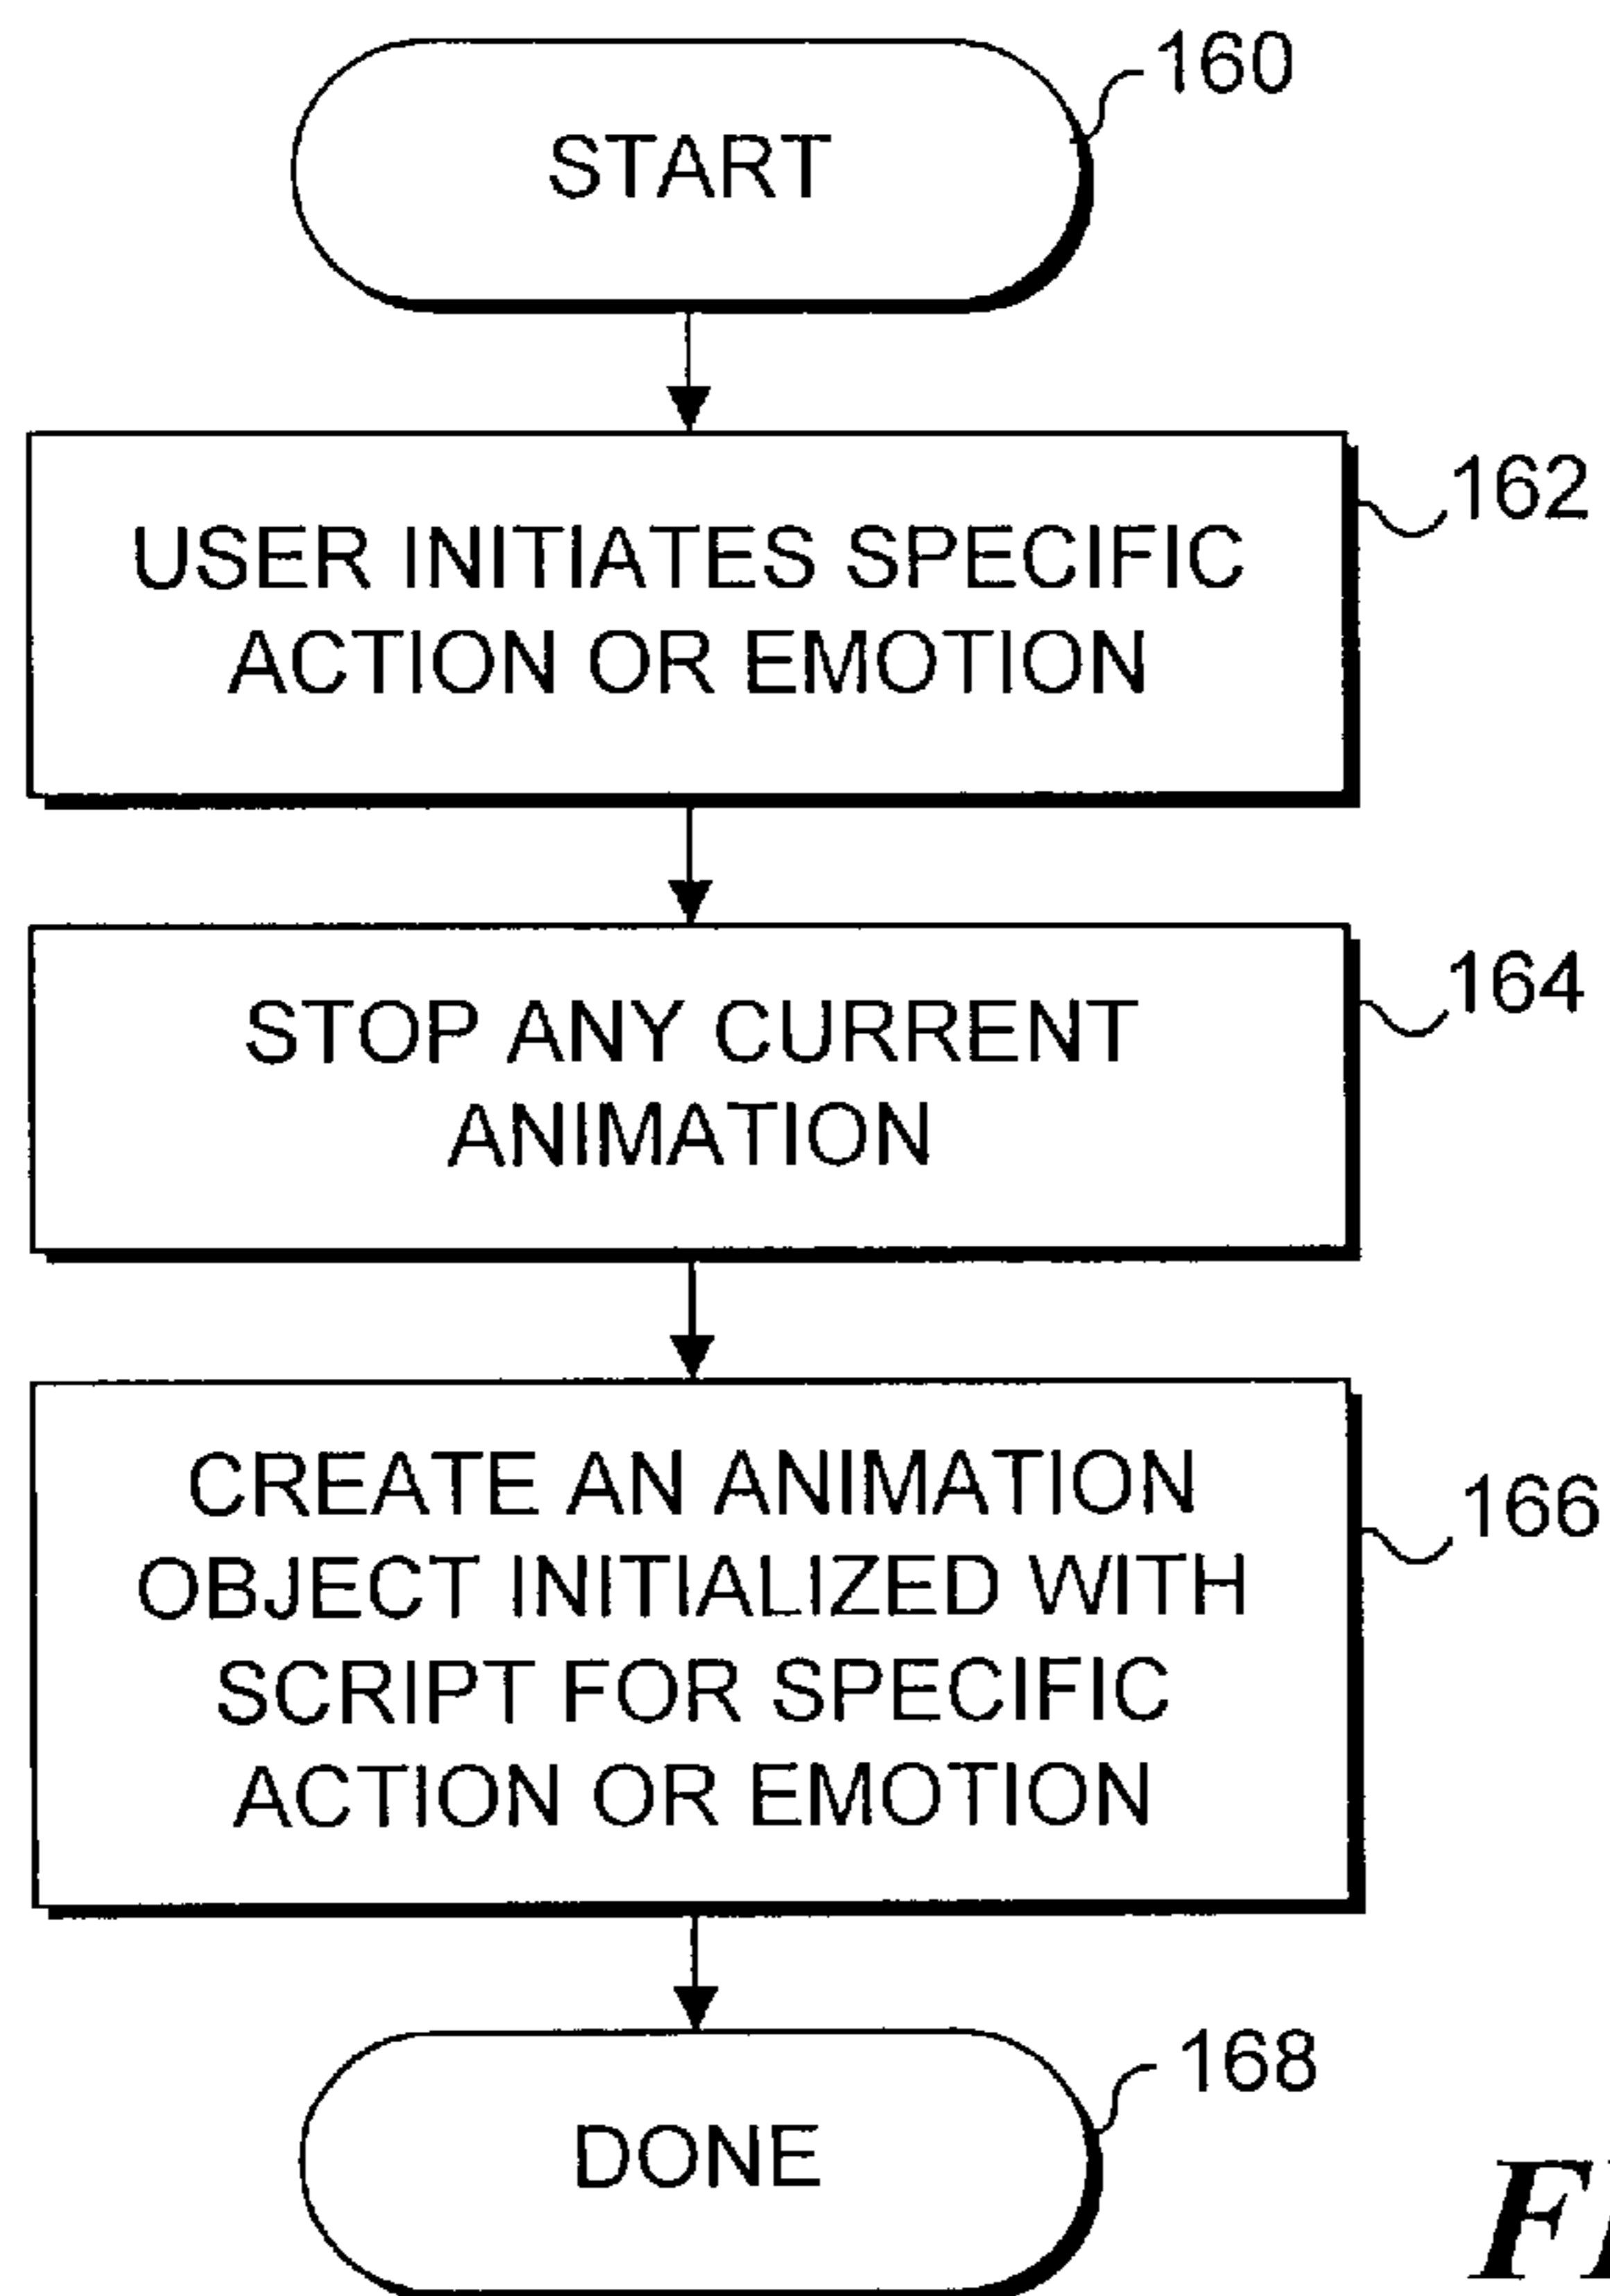 START
160
USER INITIATES SPECIFIC
ACTION OR EMOTION
162
STOP ANY CURRENT
ANIMATION
164
CREATE AN ANIMATION
OBJECT INITIALIZED WITH
SCRIPT FOR SPECIFIC
ACTION OR EMOTION
166
DONE
168